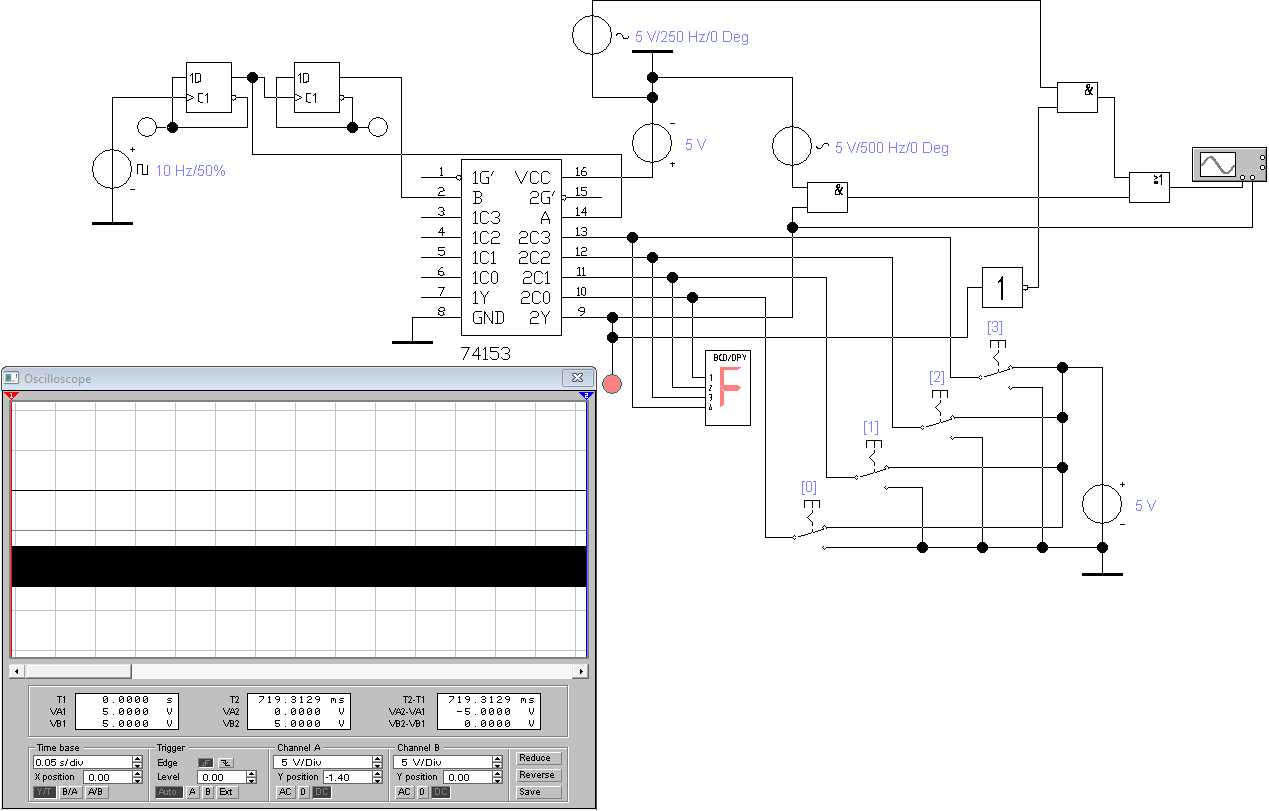 5 V/250 Hz/0 Deg
1D
C1
1D
C1
&
5 V
5 V/500 Hz/0 Deg
10 Hz/50%
&
≥1
1 1G' VCC 16
2 B 2G' 15
3 1C3 A 14
4 1C2 2C3 13
5 1C1 2C2 12
6 1C0 2C1 11
7 1Y 2C0 10
8 GND 2Y 9
74153
1
[3]
[2]
[1]
[0]
5 V
BCD/DPY
1
2
3
4
F
Oscilloscope
1 2
T1 0.0000 s T2 719.3129 ms T2-T1 719.3129 ms
VA1 5.0000 V VA2 0.0000 V VA2-VA1 -5.0000 V
VB1 5.0000 V VB2 5.0000 V VB2-VB1 0.0000 V
Time base Trigger Channel A Channel B
0.05 s/div Edge 5 V/Div 5 V/Div Reduce
X position 0.00 Level 0.00 Y position -1.40 Y position 0.00 Reverse
Y/T B/A A/B Auto A B Ext AC 0 DC AC 0 DC Save